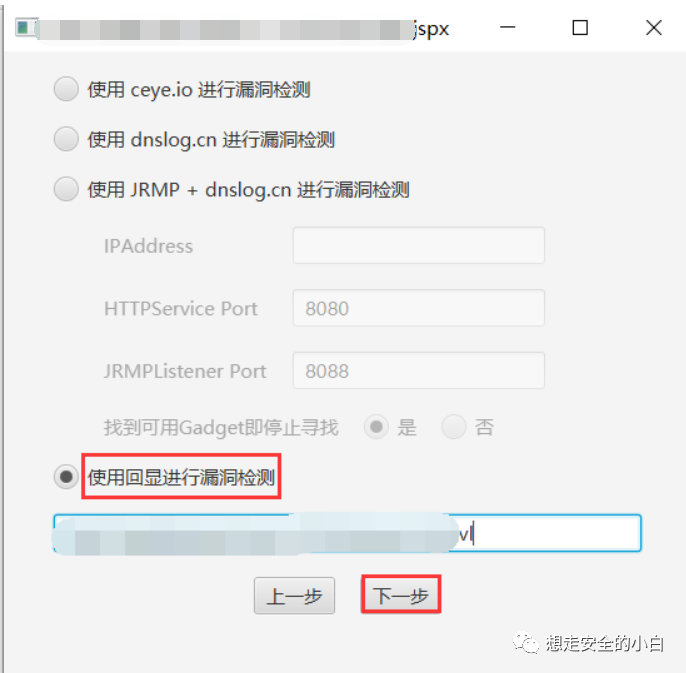 jspx
使用 ceye.io 进行漏洞检测
使用 dnslog.cn 进行漏洞检测
使用 JRMP + dnslog.cn 进行漏洞检测
IPAddress
HTTPService Port 8080
JRMPListener Port 8088
找到可用Gadget即停止寻找 是 否
使用回显进行漏洞检测
上一步 下一步
想走安全的小白